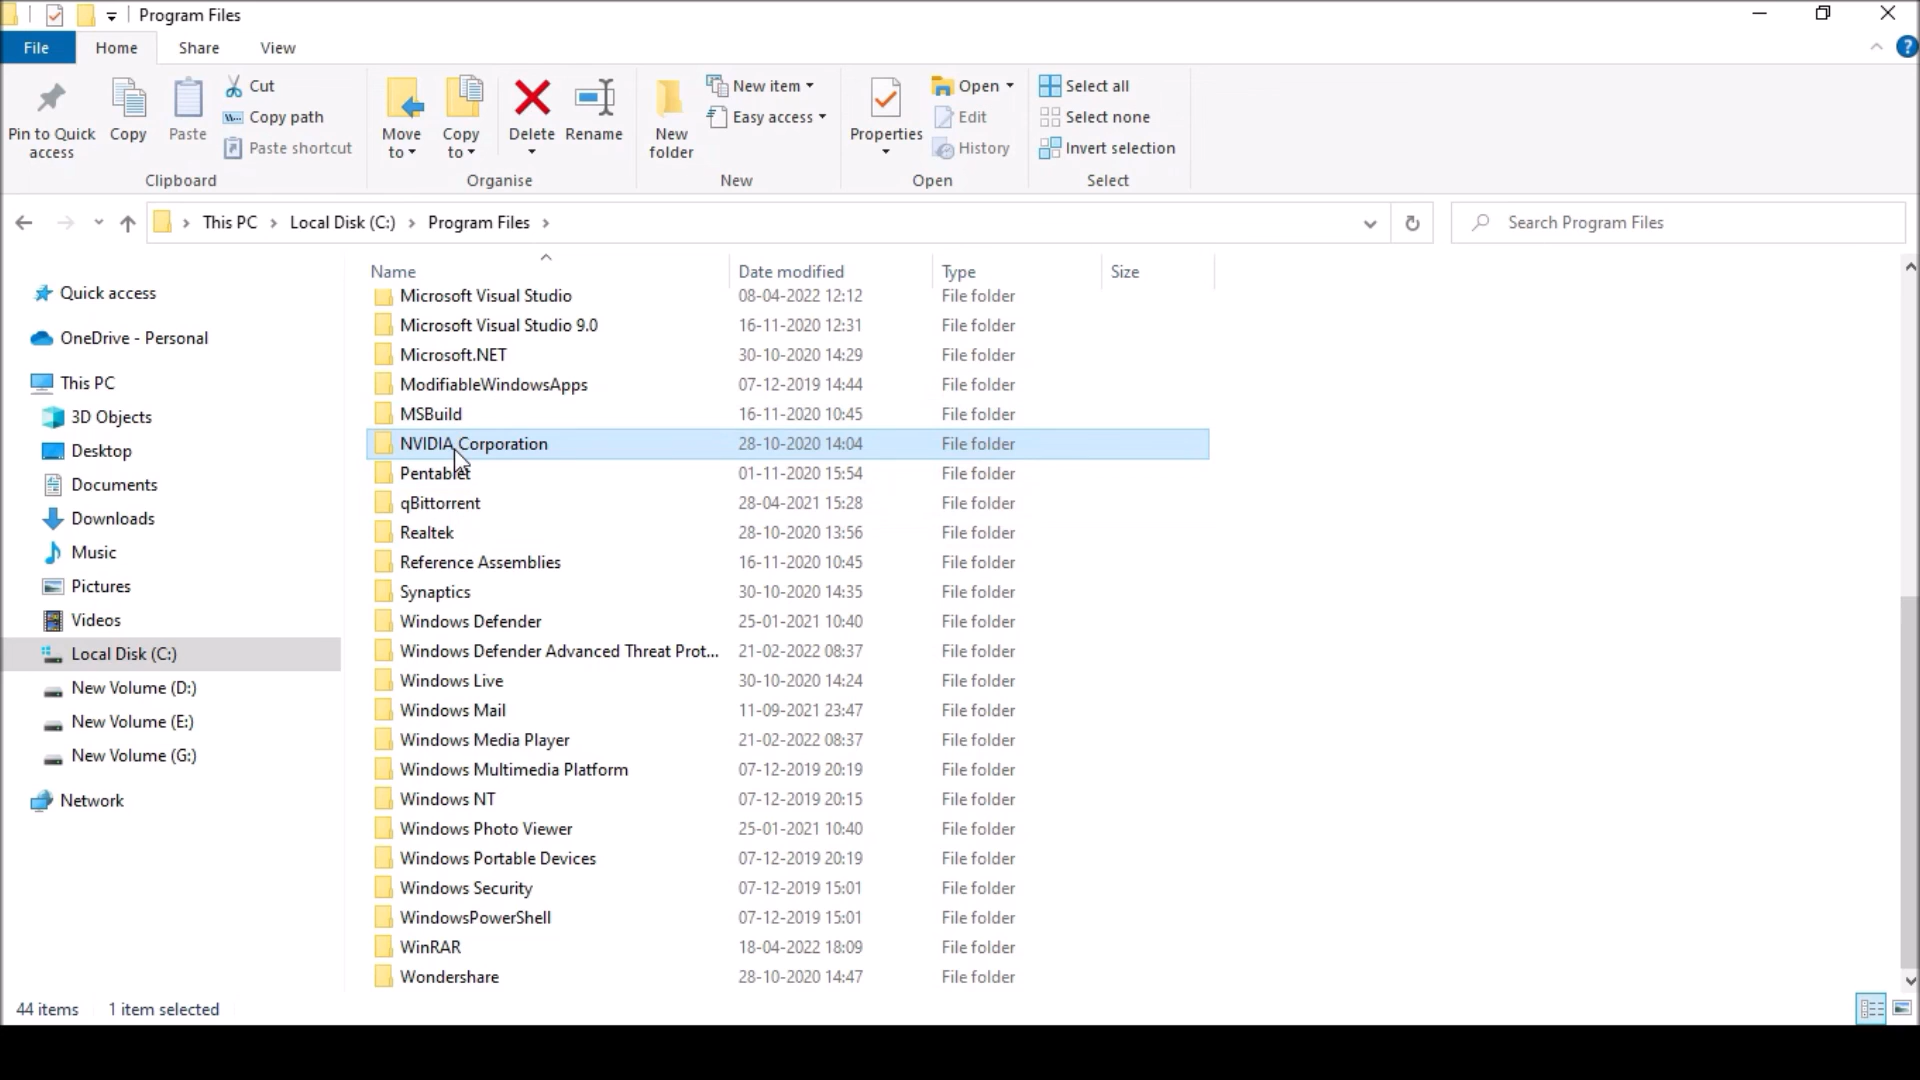 Program Files
File Home Share View
Pin to Quick access
Copy
Paste
Cut
Copy path
Paste shortcut
Clipboard
Move to
Copy to
Delete
Rename
Organise
New folder
New item
Easy access
New
Properties
Open
Edit
History
Open
Select all
Select none
Invert selection
Select
This PC Local Disk (C:) Program Files
Search Program Files
Quick access
OneDrive - Personal
This PC
3D Objects
Desktop
Documents
Downloads
Music
Pictures
Videos
Local Disk (C:)
New Volume (D:)
New Volume (E:)
New Volume (G:)
Network
Name Date modified Type Size
Microsoft Visual Studio 08-04-2022 12:12 File folder
Microsoft Visual Studio 9.0 16-11-2020 12:31 File folder
Microsoft.NET 30-10-2020 14:29 File folder
ModifiableWindowsApps 07-12-2019 14:44 File folder
MSBuild 16-11-2020 10:45 File folder
NVIDIA Corporation 28-10-2020 14:04 File folder
Pentablet 01-11-2020 15:54 File folder
qBittorrent 28-04-2021 15:28 File folder
Realtek 28-10-2020 13:56 File folder
Reference Assemblies 16-11-2020 10:45 File folder
Synaptics 30-10-2020 14:35 File folder
Windows Defender 25-01-2021 10:40 File folder
Windows Defender Advanced Threat Prot... 21-02-2022 08:37 File folder
Windows Live 30-10-2020 14:24 File folder
Windows Mail 11-09-2021 23:47 File folder
Windows Media Player 21-02-2022 08:37 File folder
Windows Multimedia Platform 07-12-2019 20:19 File folder
Windows NT 07-12-2019 20:15 File folder
Windows Photo Viewer 25-01-2021 10:40 File folder
Windows Portable Devices 07-12-2019 20:19 File folder
Windows Security 07-12-2019 15:01 File folder
WindowsPowerShell 07-12-2019 15:01 File folder
WinRAR 18-04-2022 18:09 File folder
Wondershare 28-10-2020 14:47 File folder
44 items 1 item selected